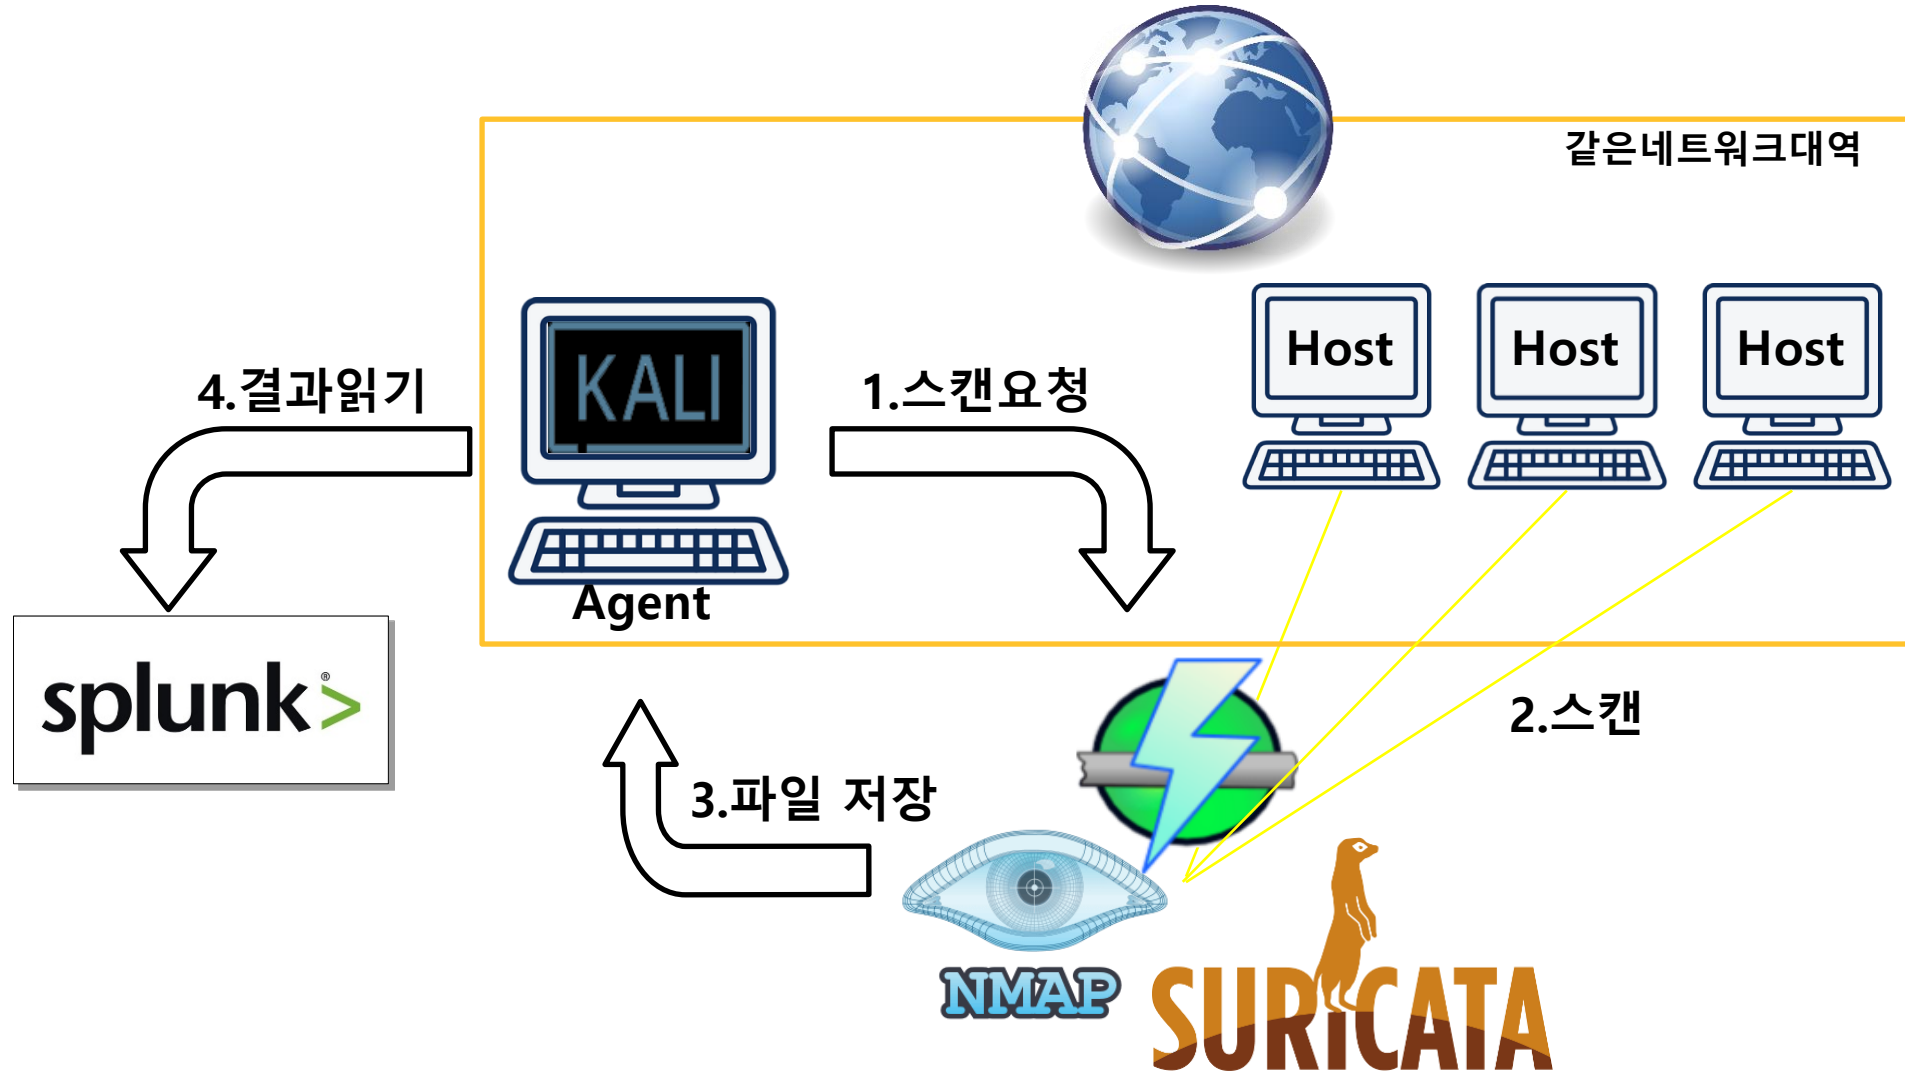 같은네트워크대역
Host Host Host
KALI
4.결과읽기
1.스캔요청
Agent
splunk>®
2.스캔
3.파일 저장
NMAP
SURICATA